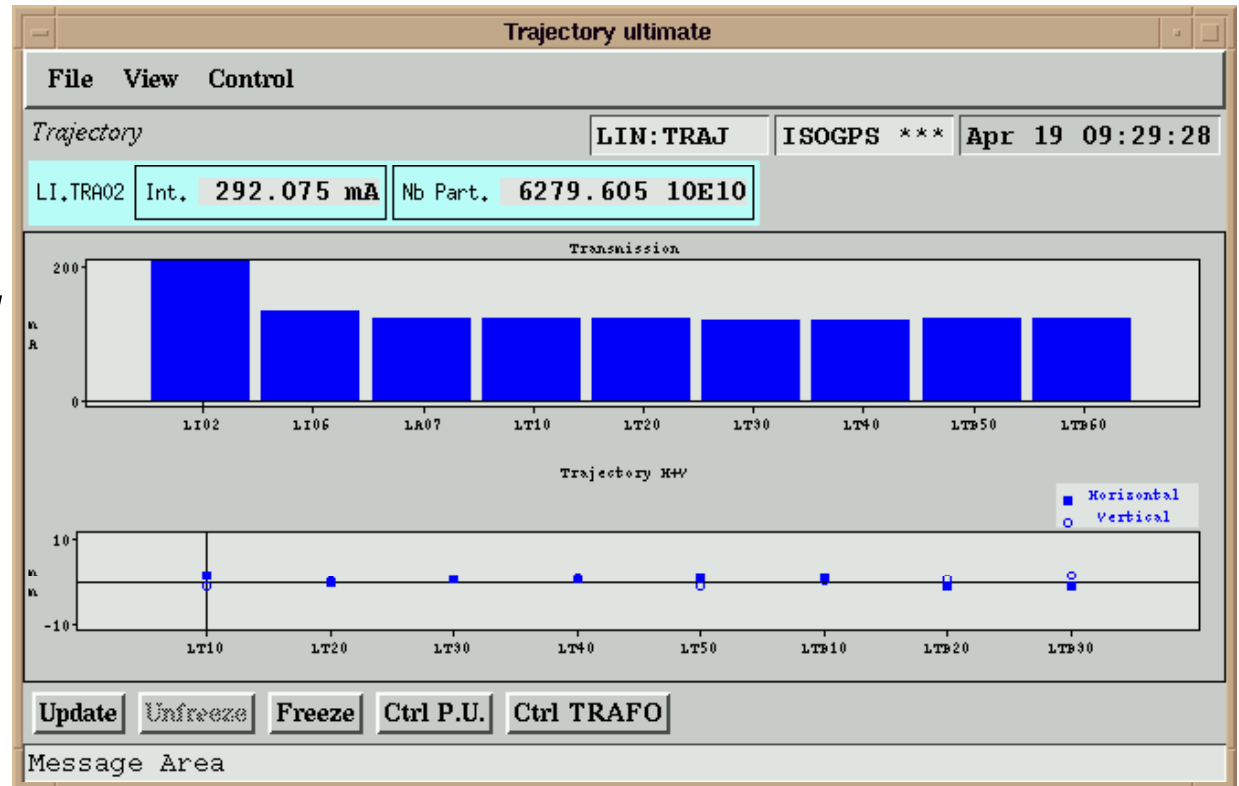 Trajectory ultimate
File View Control
Trajectory LIN:TRAJ ISOGPS *** Apr 19 09:29:28
LI.TRA02 Int. 292.075 mA Nb Part. 6279.605 10E10
Transmission
200
m
A
0
LI02 LI06 LA07 LT10 LT20 LT30 LT40 LTB50 LTB60
Trajectory H+V
Horizontal
Vertical
10
m
m
-10
LT10 LT20 LT30 LT40 LT50 LTB10 LTB20 LTB30
Update Unfreeze Freeze Ctrl P.U. Ctrl TRAFO
Message Area